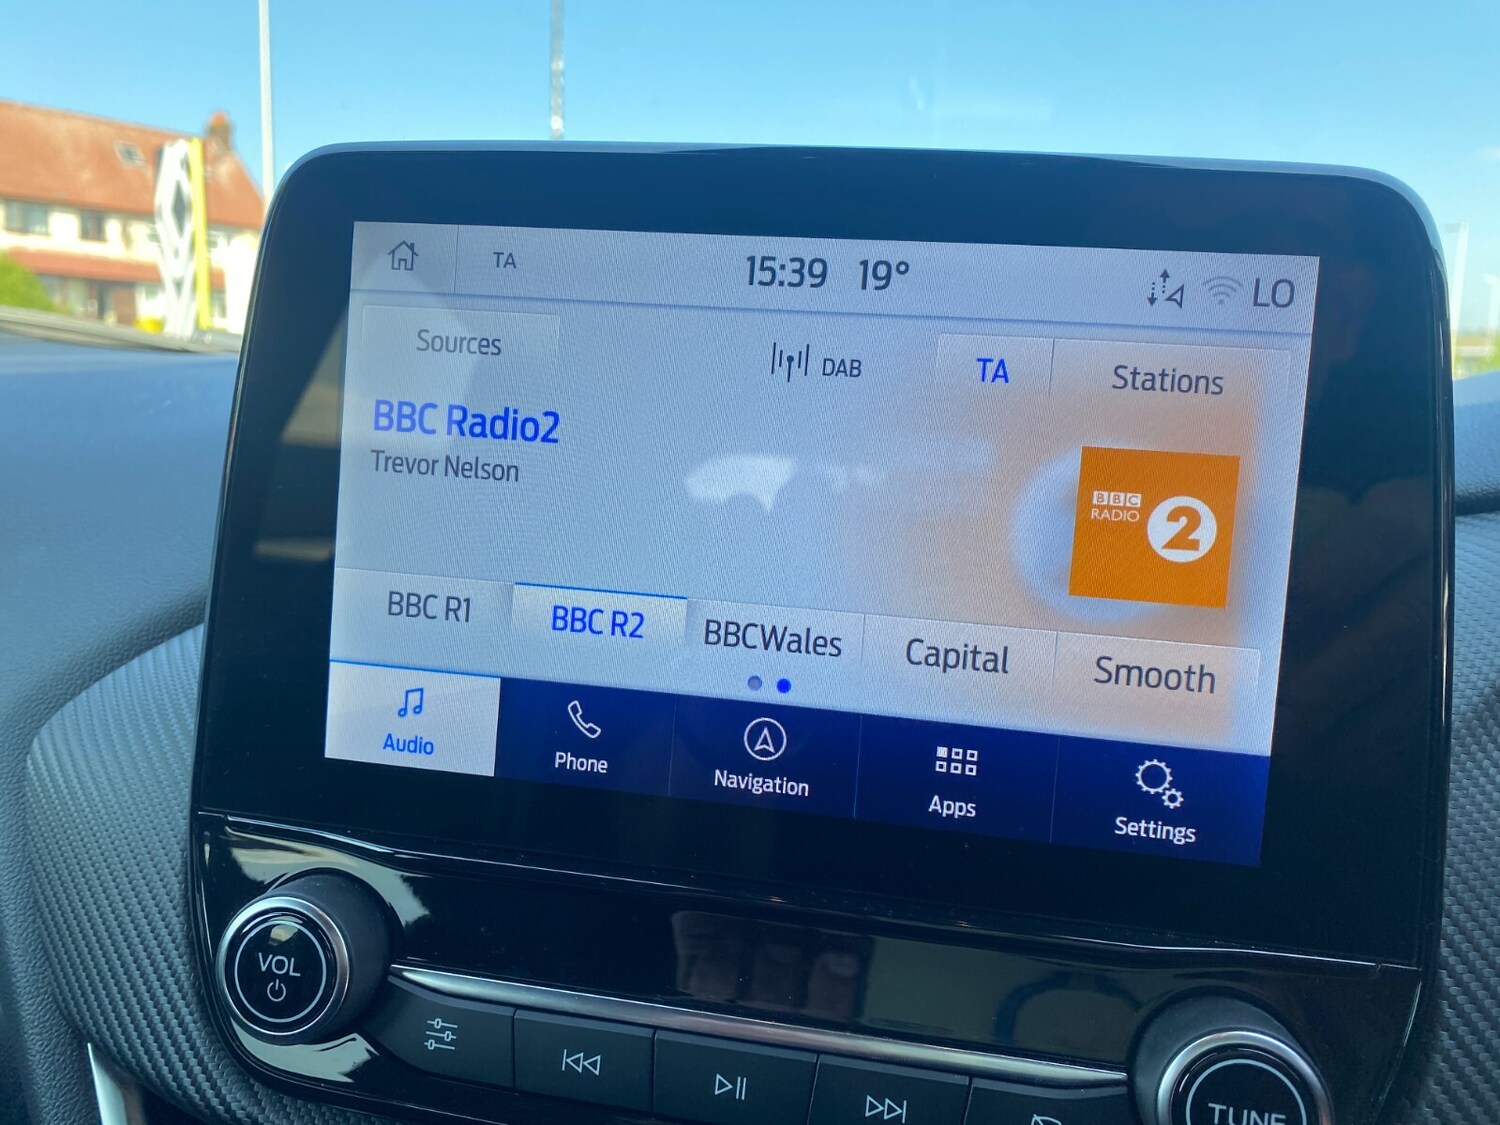 TA
15:39 19°
LO
Sources
DAB
TA
Stations
BBC Radio2
Trevor Nelson
BBC
RADIO
2
BBC R1
BBC R2
BBCWales
Capital
Smooth
Audio
Phone
Navigation
Apps
Settings
VOL
TUNE